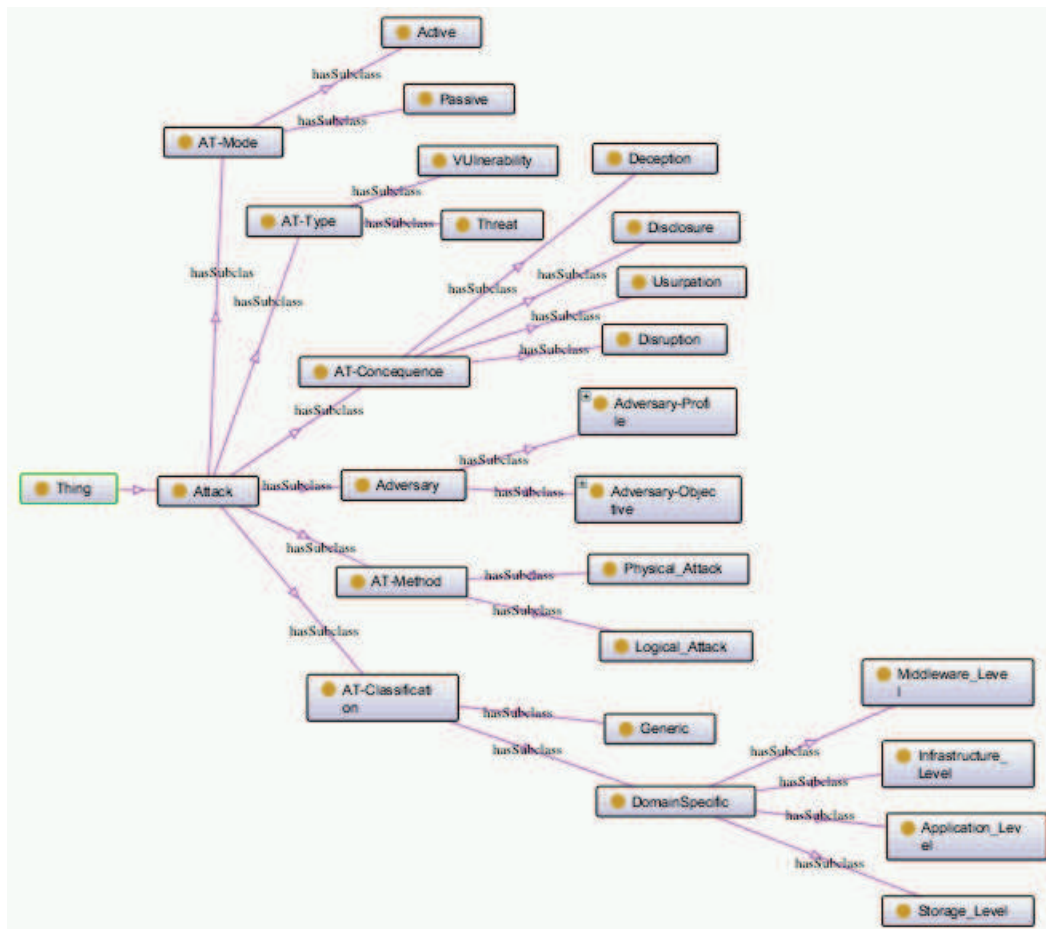 Active
hasSubclass
Passive
hasSubclass
AT-Mode
VUlnerability
Deception
hasSubclass
AT-Type
hasSubclass
Threat
Disclosure
hasSubclas
hasSubclass
hasSubclass
hasSubclass
Usurpation
hasSubclass
Disruption
hasSubclass
AT-Concequence
hasSubclass
Adversary-Profi
le
hasSubclass
Thing
Attack
hasSubclass
Adversary
hasSubclass
Adversary-Objec
tive
hasSubclass
AT-Method
hasSubclass
Physical_Attack
hasSubclass
hasSubclass
Logical_Attack
AT-Classificati
on
hasSubclass
Generic
hasSubclass
Middleware_Leve
l
hasSubclass
Infrastructure_
Level
hasSubclass
DomainSpecific
hasSubclass
Application_Lev
el
hasSubclass
Storage_Level